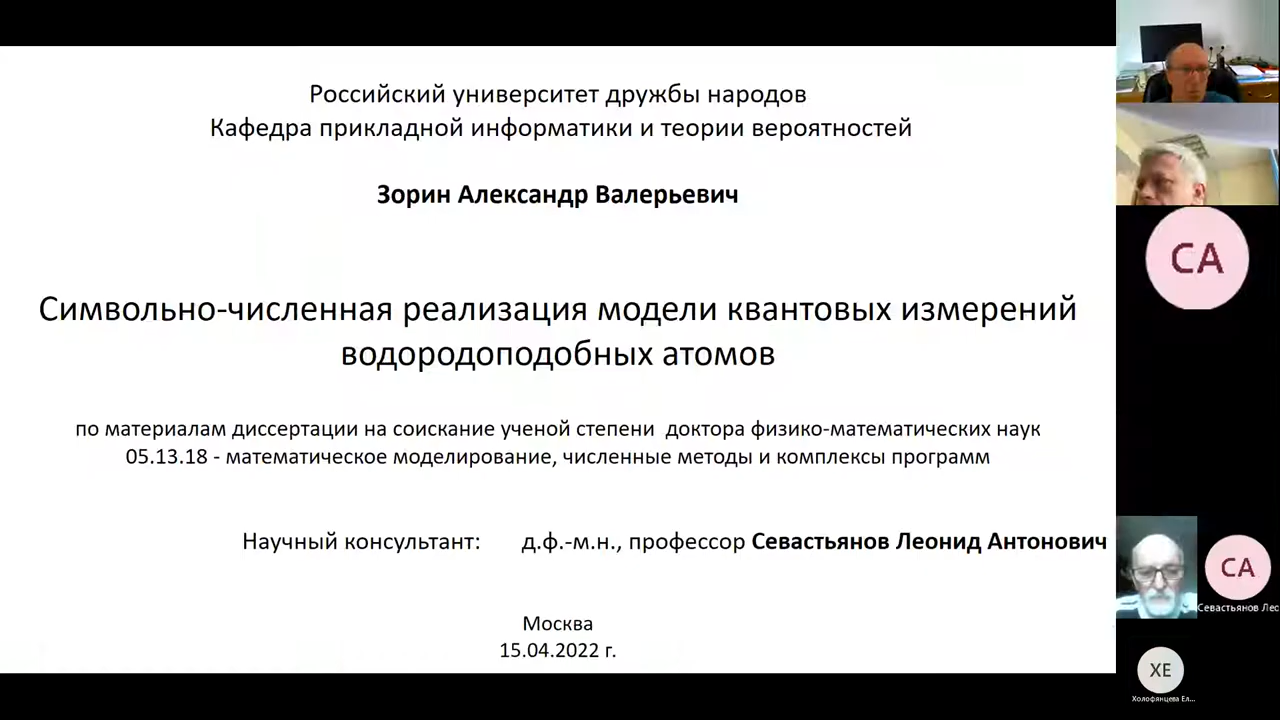 Российский университет дружбы народов
Кафедра прикладной информатики и теории вероятностей
Зорин Александр Валерьевич
Символьно-численная реализация модели квантовых измерений
водородоподобных атомов
по материалам диссертации на соискание ученой степени доктора физико-математических наук
05.13.18 - математическое моделирование, численные методы и комплексы программ
Научный консультант: д.ф.-м.н., профессор Севастьянов Леонид Антонович
Москва
15.04.2022 г.
СА
СА
Севастьянов Лео
ХЕ
Холофянцева Ел...